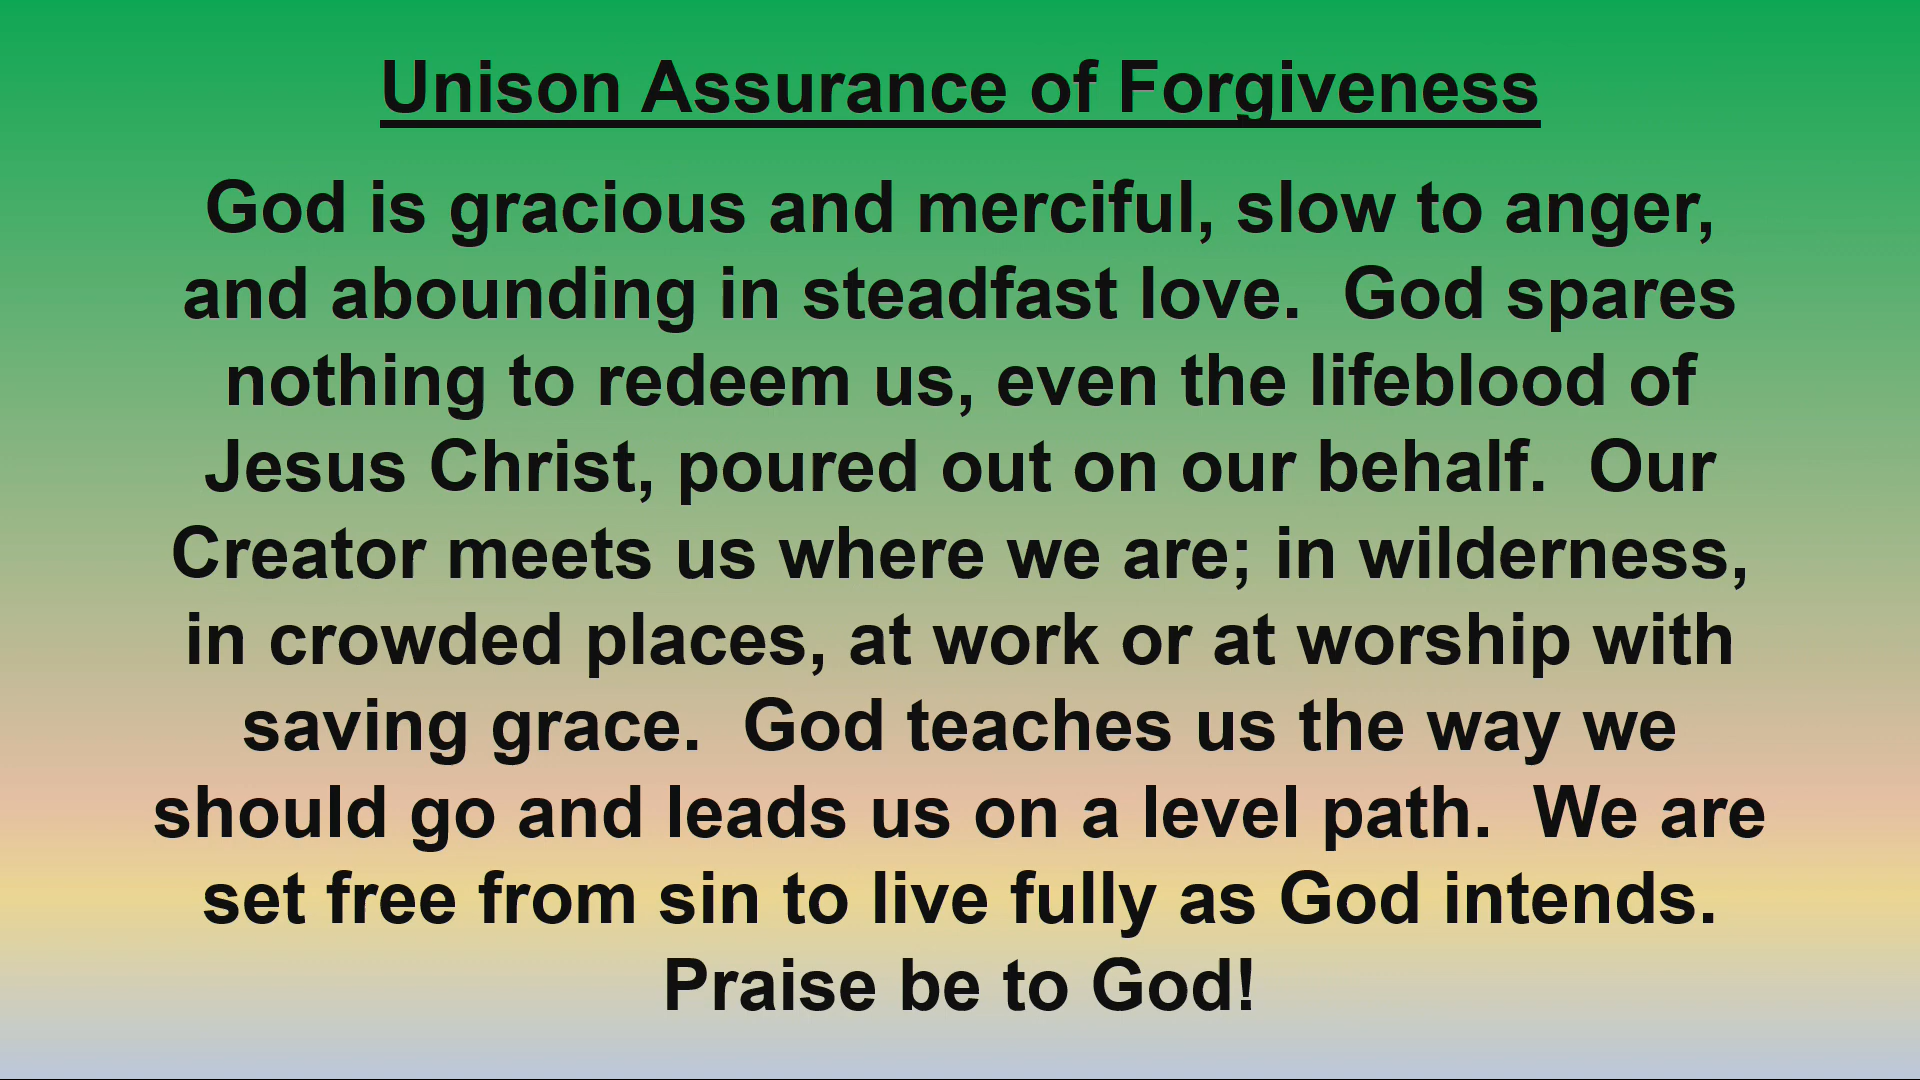 Unison Assurance of Forgiveness
God is gracious and merciful, slow to anger,
and abounding in steadfast love.  God spares
nothing to redeem us, even the lifeblood of
Jesus Christ, poured out on our behalf.  Our
Creator meets us where we are; in wilderness,
in crowded places, at work or at worship with
saving grace.  God teaches us the way we
should go and leads us on a level path.  We are
set free from sin to live fully as God intends.
Praise be to God!